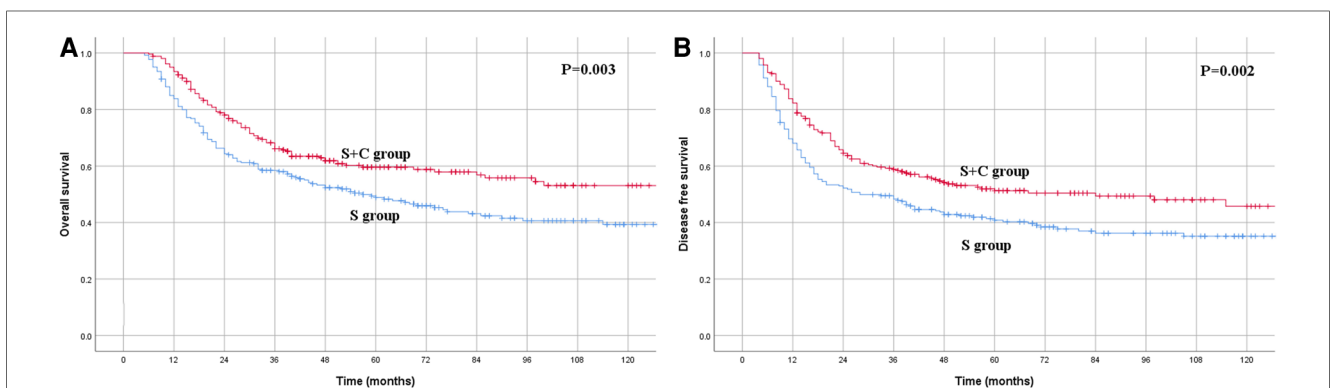 A
P=0.003
Overall survival
1.0
0.8
0.6
0.4
0.2
0.0
S+C group
S group
0 12 24 36 48 60 72 84 96 108 120
Time (months)
B
P=0.002
Disease free survival
1.0
0.8
0.6
0.4
0.2
0.0
S+C group
S group
0 12 24 36 48 60 72 84 96 108 120
Time (months)